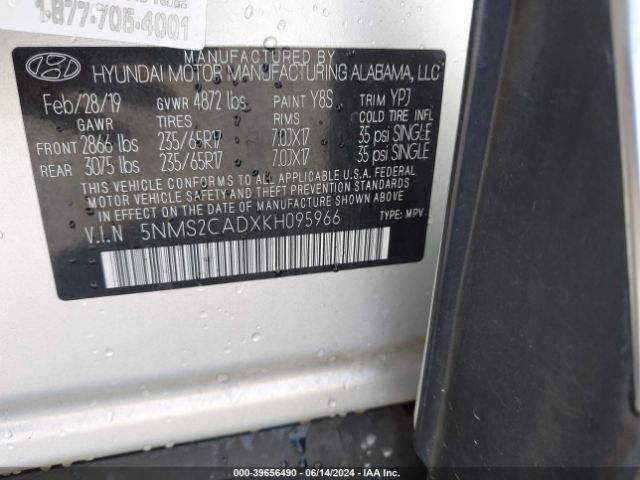 1-877-705-4001
MANUFACTURED BY
HYUNDAI MOTOR MANUFACTURING ALABAMA, LLC
Feb/28/19 GVWR 4872 lbs PAINT Y8S TRIM YPJ
GAWR TIRES RIMS COLD TIRE INFL
FRONT 2866 lbs 235/65R17 7.0JX17 35 psi SINGLE
REAR 3075 lbs 235/65R17 7.0JX17 35 psi SINGLE
THIS VEHICLE CONFORMS TO ALL APPLICABLE U.S.A. FEDERAL
MOTOR VEHICLE SAFETY AND THEFT PREVENTION STANDARDS
IN EFFECT ON THE DATE OF MANUFACTURE SHOWN ABOVE.
V.I.N 5NMS2CADXKH095966 TYPE: MPV
000-39656490 - 06/14/2024 - IAAI.com